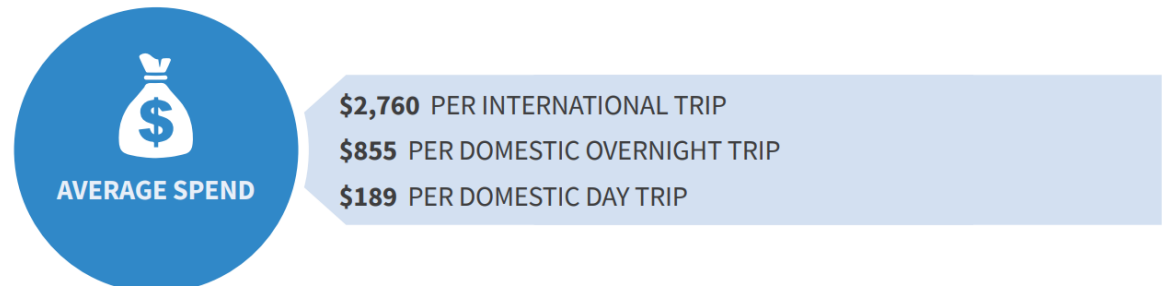 $
AVERAGE SPEND
$2,760 PER INTERNATIONAL TRIP
$855 PER DOMESTIC OVERNIGHT TRIP
$189 PER DOMESTIC DAY TRIP